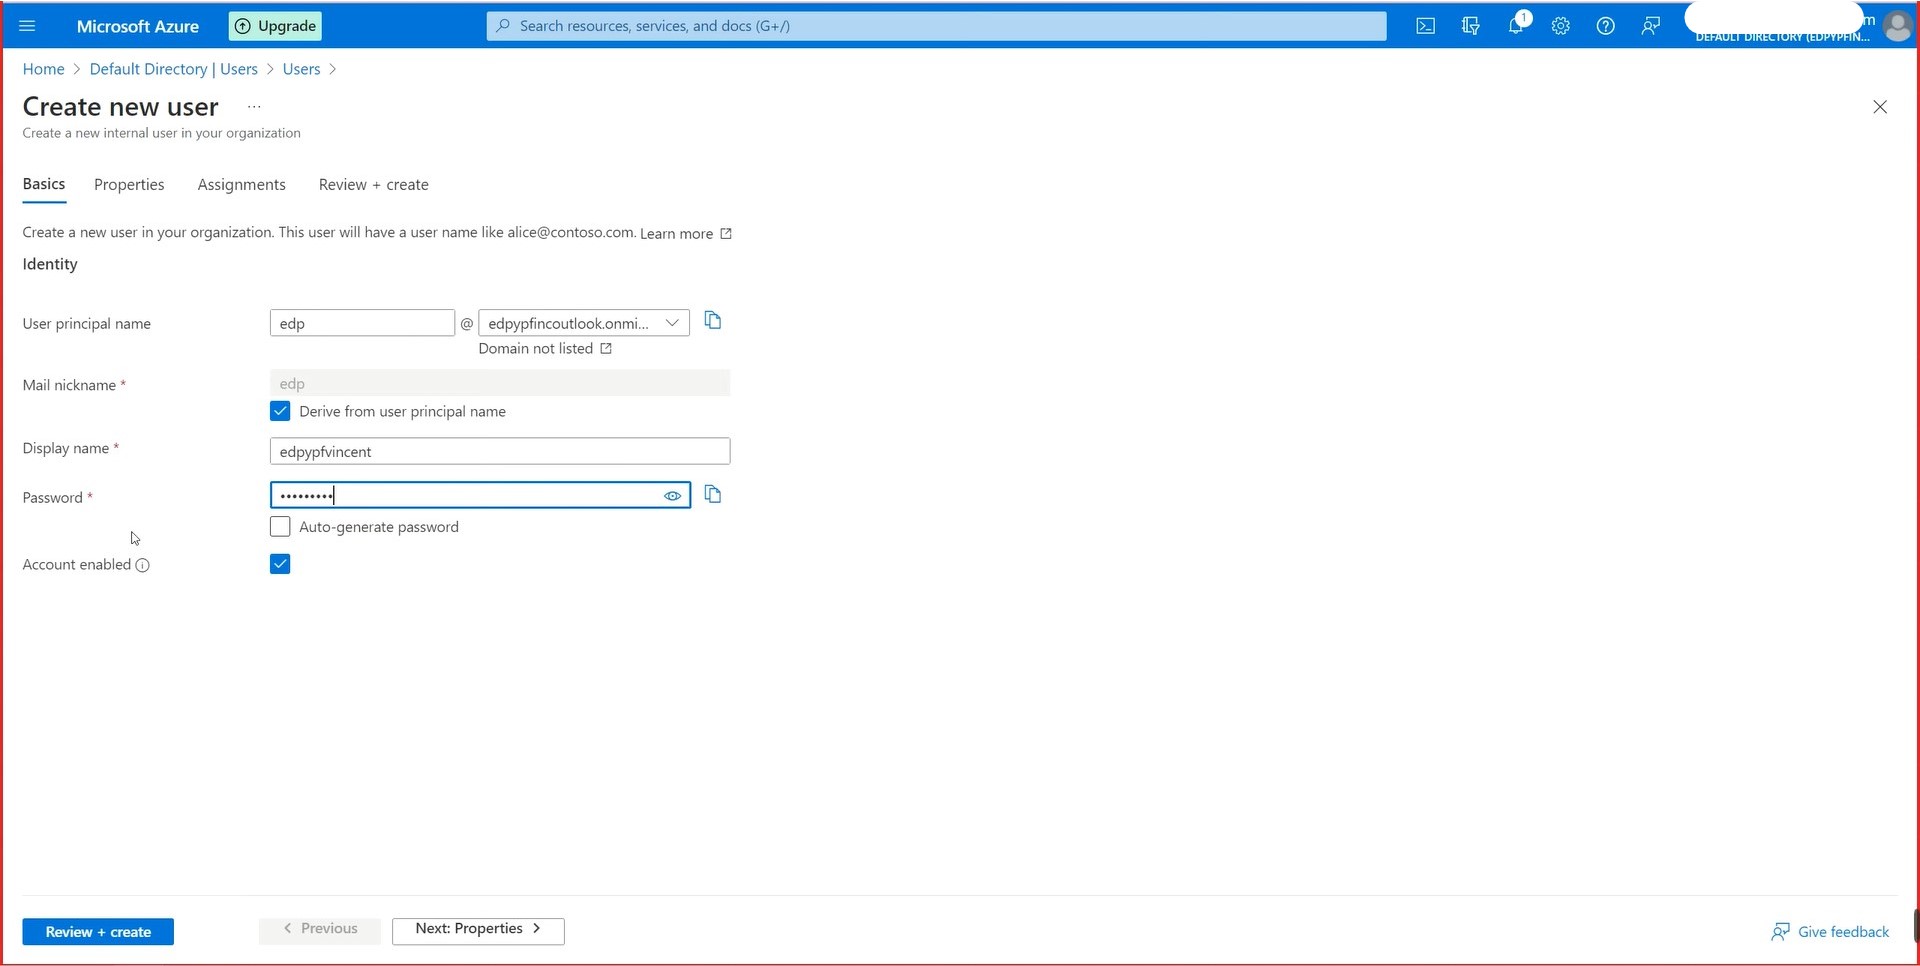 Microsoft Azure
Upgrade
Search resources, services, and docs (G+/)
1
m
DEFAULT DIRECTORY (EDPYPFIN...
Home > Default Directory | Users > Users >
Create new user ...
Create a new internal user in your organization
Basics Properties Assignments Review + create
Create a new user in your organization. This user will have a user name like alice@contoso.com. Learn more
Identity
User principal name edp @ edpypfincoutlook.onmi...
Domain not listed
Mail nickname * edp
Derive from user principal name
Display name * edpypfvincent
Password * •••••••••
Auto-generate password
Account enabled
Review + create < Previous Next: Properties > Give feedback